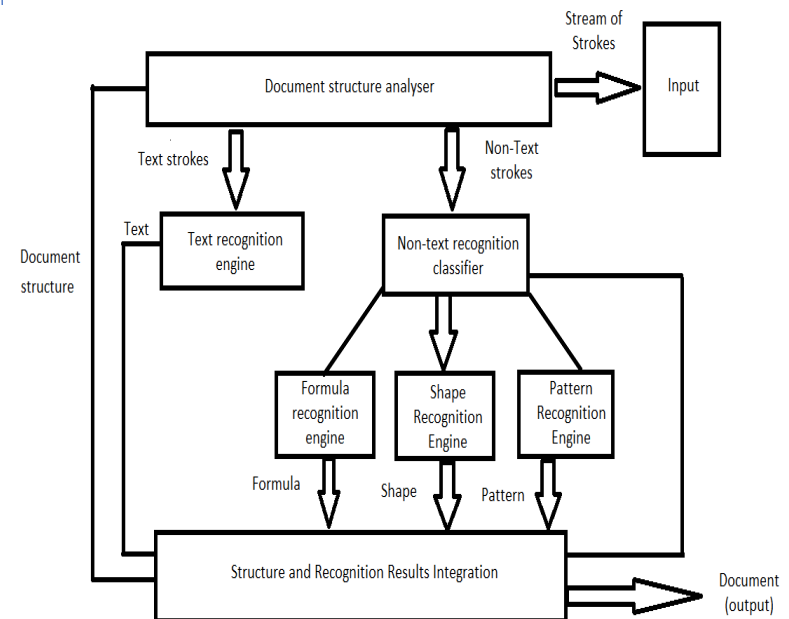 Stream of
Strokes
Document structure analyser
Input
Text strokes
Non-Text
strokes
Text
Text recognition
engine
Non-text recognition
classifier
Document
structure
Formula
recognition
engine
Shape
Recognition
Engine
Pattern
Recognition
Engine
Formula
Shape
Pattern
Structure and Recognition Results Integration
Document
(output)